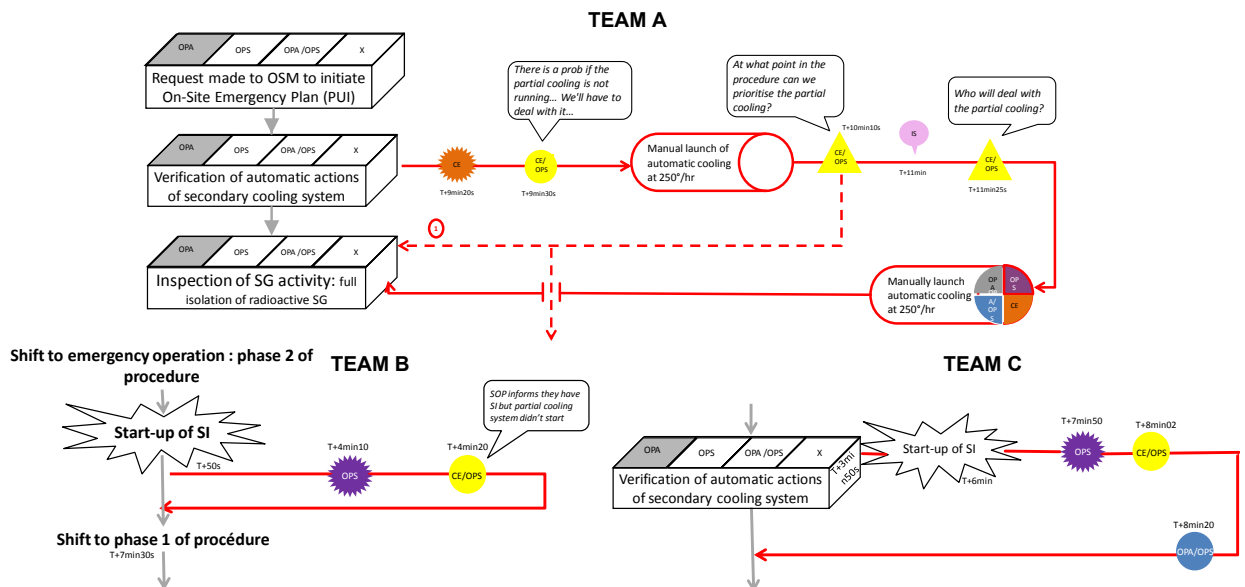 TEAM A
OPA
OPS
OPA /OPS
X
Request made to OSM to initiate
On-Site Emergency Plan (PUI)
There is a prob if the
partial cooling is not
running... We'll have to
deal with it...
At what point in the
procedure can we
prioritise the partial
cooling?
Who will deal
with the partial cooling?
OPA
OPS
OPA /OPS
X
Verification of automatic actions
of secondary cooling system
CE
T+9min20s
CE/
OPS
T+9min30s
Manual launch of
automatic cooling
at 250°/hr
T+10min10s
CE/
OPS
IS
T+11min
CE/
OPS
T+11min25s
1
OPA
OPS
OPA /OPS
X
Inspection of SG activity: full
isolation of radioactive SG
Manually launch
automatic cooling
at 250°/hr
OP
A
OP
S
A/
OP
S
CE
Shift to emergency operation : phase 2 of
procedure
TEAM B
Start-up of SI
T+50s
T+4min10
OPS
T+4min20
CE/OPS
SOP informs they have
SI but partial cooling
system didn't start
Shift to phase 1 of procédure
T+7min30s
TEAM C
OPA
OPS
OPA /OPS
X
Verification of automatic actions
of secondary cooling system
T+3mi
n50s
Start-up of SI
T+6min
T+7min50
OPS
T+8min02
CE/OPS
T+8min20
OPA/OPS